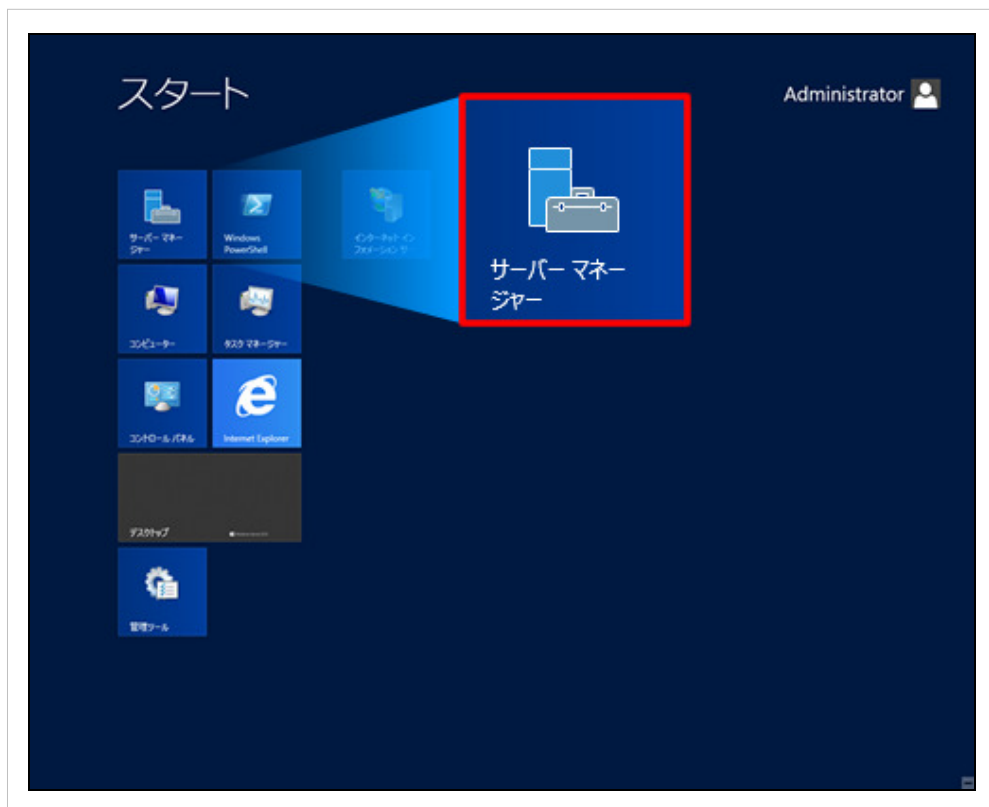 スタート
Administrator
サーバー マネー
ジャー
サーバー マネー
ジャー
Windows
PowerShell
インターネット イン
フォメーション サー...
コンピューター
タスク マネージャー
コントロール パネル
Internet Explorer
デスクトップ
管理ツール